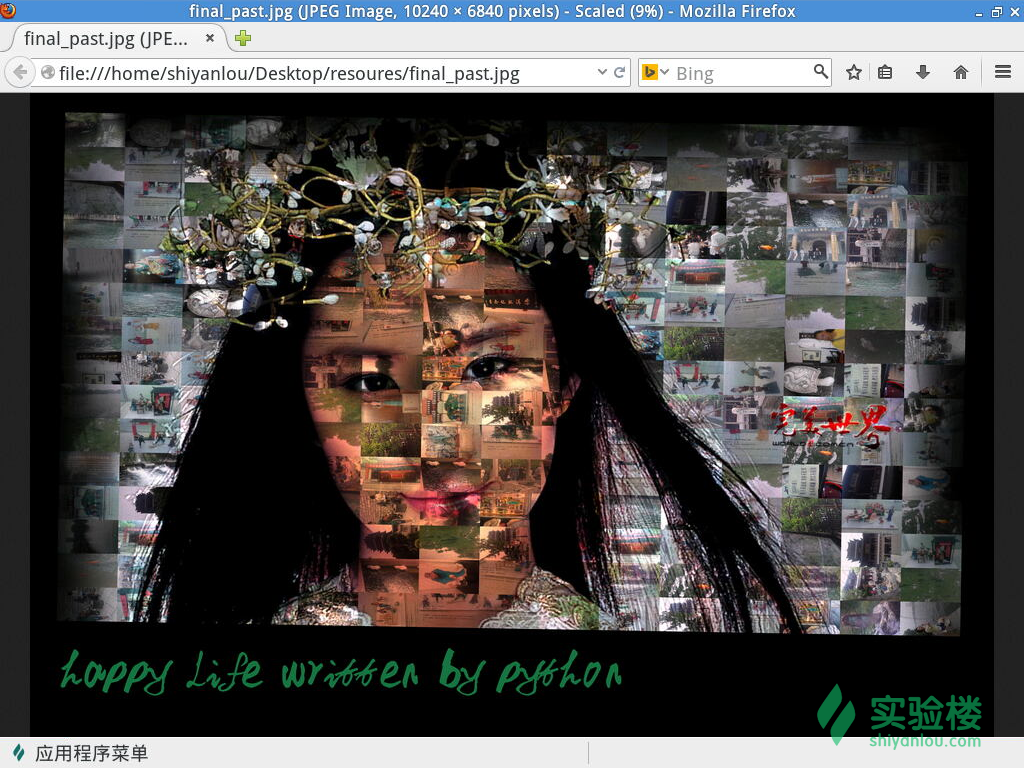 final_past.jpg (JPEG Image, 10240 × 6840 pixels) - Scaled (9%) - Mozilla Firefox
final_past.jpg (JPE...
file:///home/shiyanlou/Desktop/resoures/final_past.jpg
Bing
完美世界
happy life written by python
实验楼
shiyanlou.com
应用程序菜单